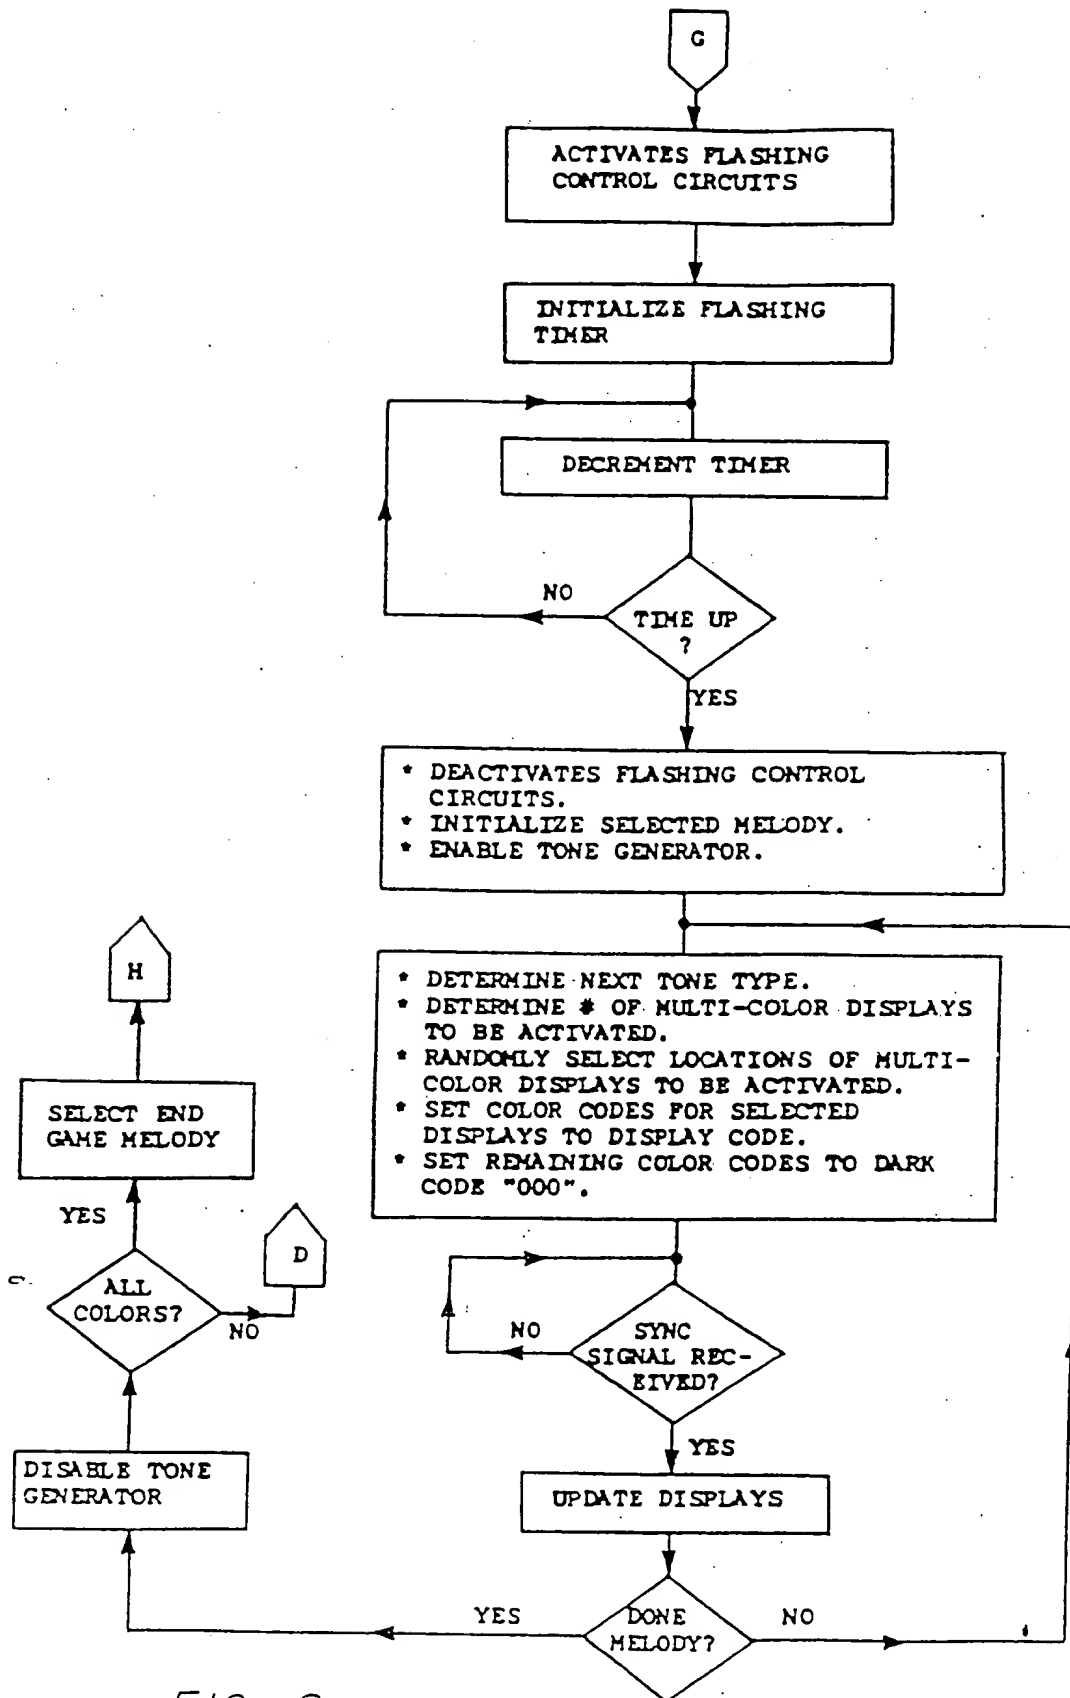 G
ACTIVATES FLASHING
CONTROL CIRCUITS
INITIALIZE FLASHING
TIMER
DECREMENT TIMER
NO
TIME UP
?
YES
* DEACTIVATES FLASHING CONTROL
CIRCUITS.
* INITIALIZE SELECTED MELODY.
* ENABLE TONE GENERATOR.
H
* DETERMINE NEXT TONE TYPE.
* DETERMINE # OF MULTI-COLOR DISPLAYS
TO BE ACTIVATED.
* RANDOMLY SELECT LOCATIONS OF MULTI-
COLOR DISPLAYS TO BE ACTIVATED.
* SET COLOR CODES FOR SELECTED
DISPLAYS TO DISPLAY CODE.
* SET REMAINING COLOR CODES TO DARK
CODE "000".
SELECT END
GAME MELODY
YES
D
ALL
COLORS?
NO
NO
SYNC
SIGNAL REC-
EIVED?
YES
DISABLE TONE
GENERATOR
UPDATE DISPLAYS
YES
DONE
MELODY?
NO